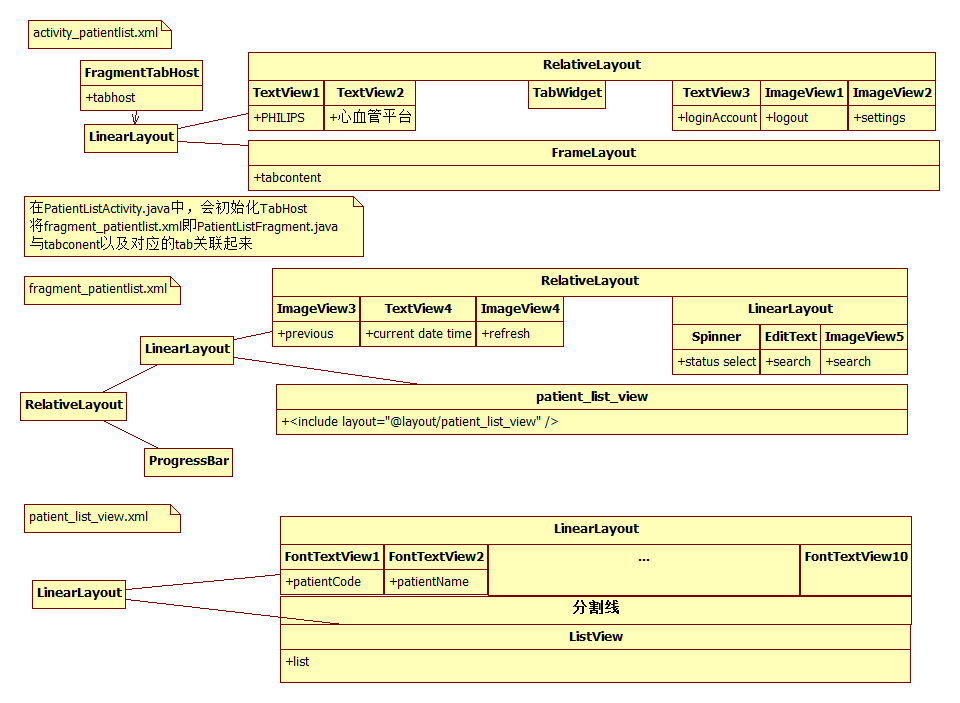 activity_patientlist.xml
FragmentTabHost
+tabhost
LinearLayout
RelativeLayout
TextView1
+PHILIPS
TextView2
+心血管平台
TabWidget
TextView3
+loginAccount
ImageView1
+logout
ImageView2
+settings
FrameLayout
+tabcontent
在PatientListActivity.java中，会初始化TabHost
将fragment_patientlist.xml即PatientListFragment.java
与tabconent以及对应的tab关联起来
fragment_patientlist.xml
RelativeLayout
ImageView3
+previous
TextView4
+current date time
ImageView4
+refresh
LinearLayout
Spinner
+status select
EditText
+search
ImageView5
+search
LinearLayout
patient_list_view
+<include layout="@layout/patient_list_view" />
RelativeLayout
ProgressBar
patient_list_view.xml
LinearLayout
FontTextView1
+patientCode
FontTextView2
+patientName
...
FontTextView10
LinearLayout
分割线
ListView
+list